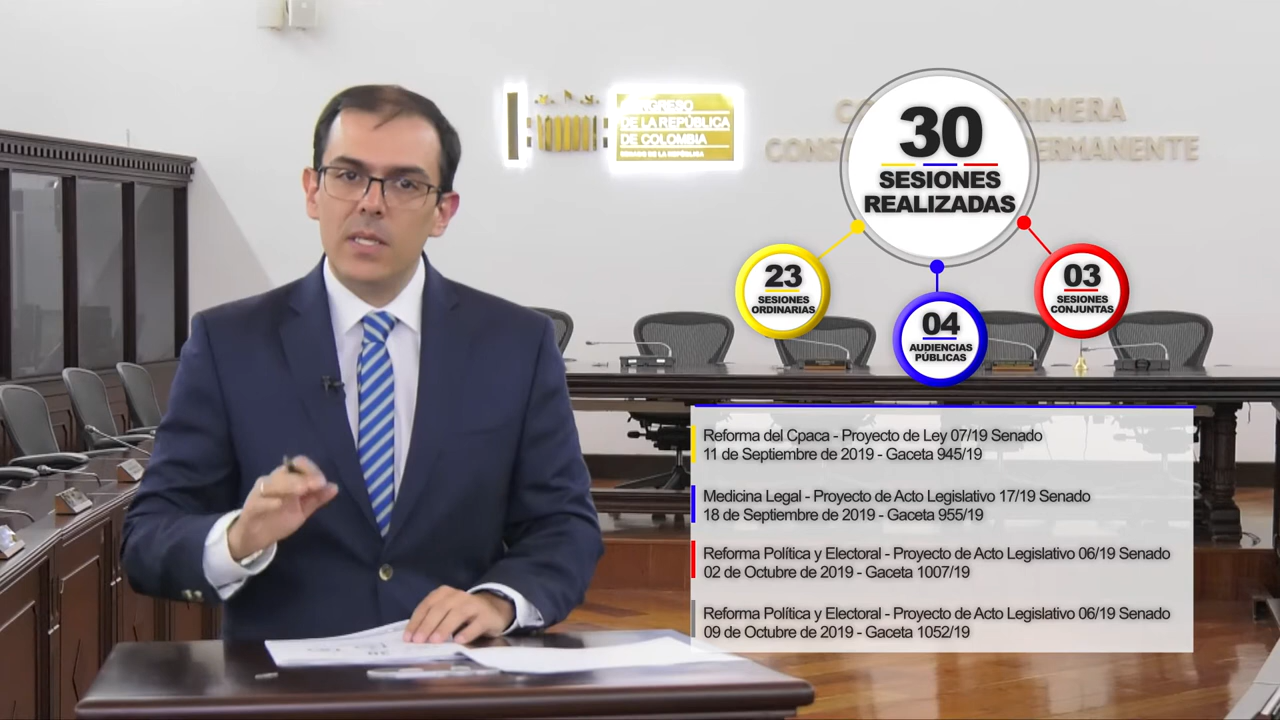 CONGRESO
DE LA REPÚBLICA
DE COLOMBIA
SENADO DE LA REPÚBLICA
PRIMERA
PERMANENTE
30
SESIONES
REALIZADAS
23
SESIONES
ORDINARIAS
04
AUDIENCIAS
PÚBLICAS
03
SESIONES
CONJUNTAS
Reforma del Cpaca - Proyecto de Ley 07/19 Senado
11 de Septiembre de 2019 - Gaceta 945/19
Medicina Legal - Proyecto de Acto Legislativo 17/19 Senado
18 de Septiembre de 2019 - Gaceta 955/19
Reforma Política y Electoral - Proyecto de Acto Legislativo 06/19 Senado
02 de Octubre de 2019 - Gaceta 1007/19
Reforma Política y Electoral - Proyecto de Acto Legislativo 06/19 Senado
09 de Octubre de 2019 - Gaceta 1052/19